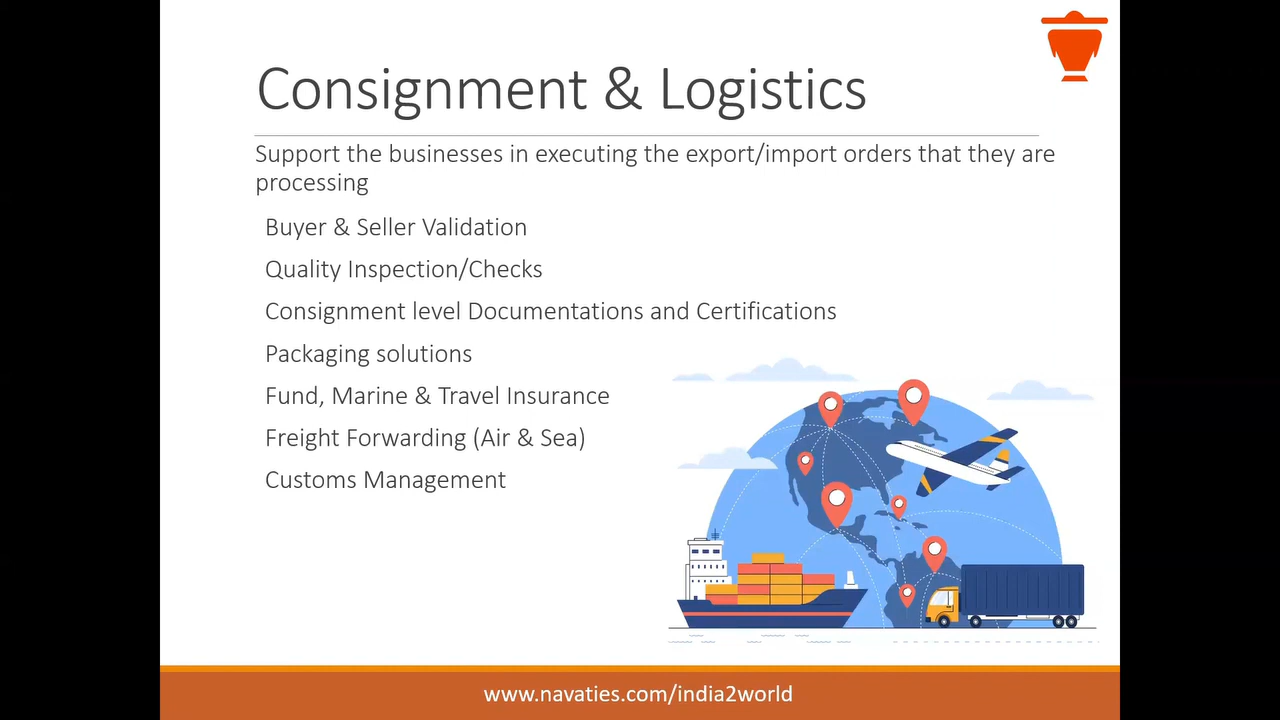 Consignment & Logistics
Support the businesses in executing the export/import orders that they are
processing
Buyer & Seller Validation
Quality Inspection/Checks
Consignment level Documentations and Certifications
Packaging solutions
Fund, Marine & Travel Insurance
Freight Forwarding (Air & Sea)
Customs Management
www.navaties.com/india2world